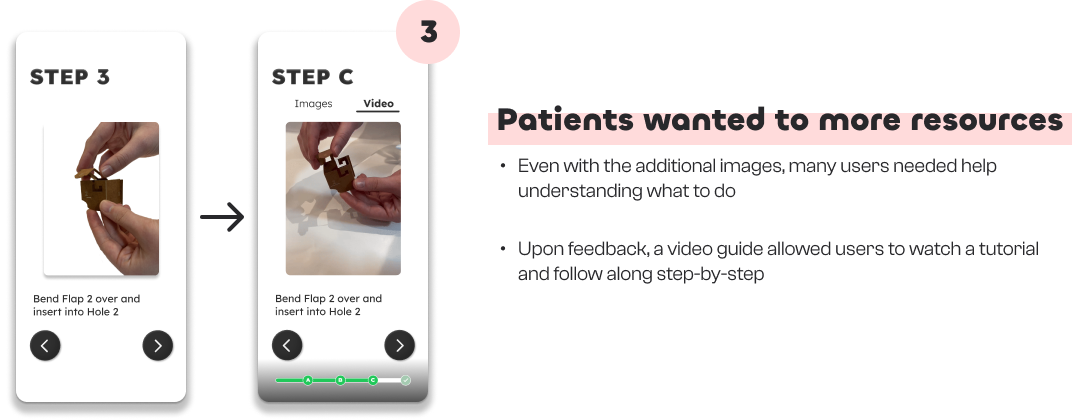 STEP 3
Bend Flap 2 over and
insert into Hole 2
3
STEP C
Images Video
Bend Flap 2 over and
insert into Hole 2
A B C
Patients wanted to more resources
• Even with the additional images, many users needed help
understanding what to do
• Upon feedback, a video guide allowed users to watch a tutorial
and follow along step-by-step